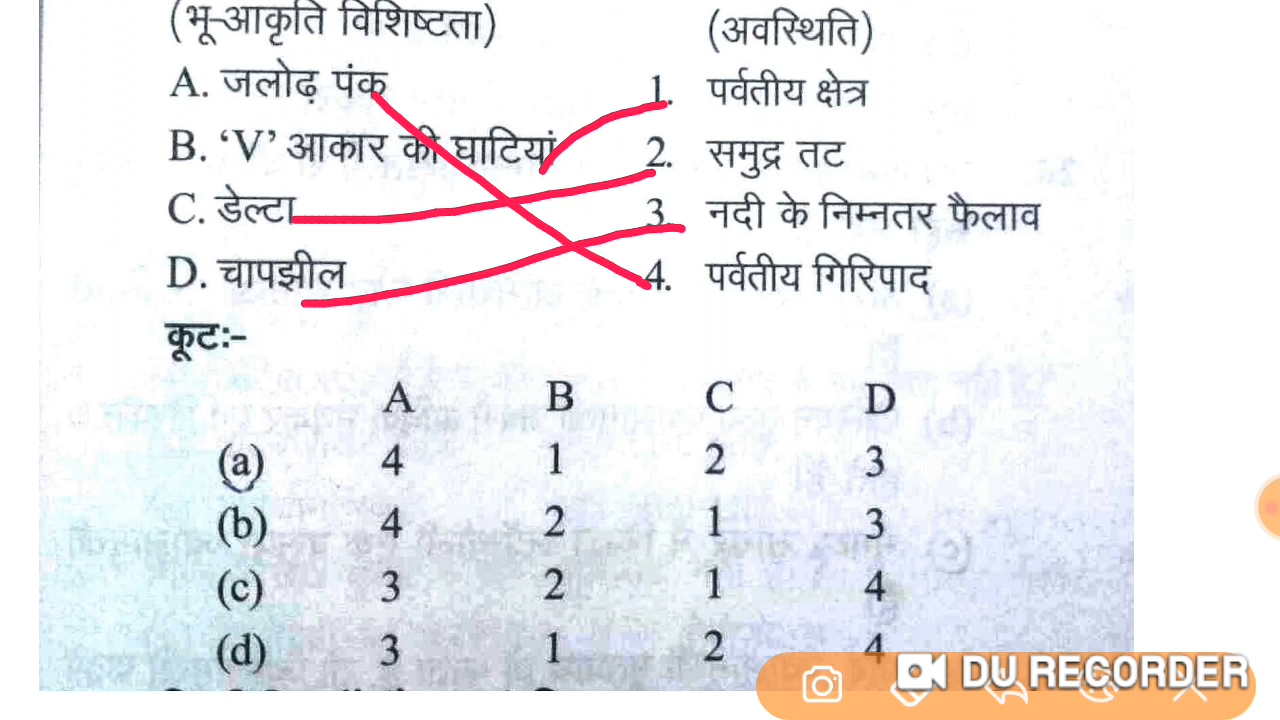 (भू-आकृति विशिष्टता) (अवस्थिति)
A. जलोढ़ पंक 1. पर्वतीय क्षेत्र
B. ‘V’ आकार की घाटियां 2. समुद्र तट
C. डेल्टा 3. नदी के निम्नतर फैलाव
D. चापझील 4. पर्वतीय गिरिपाद
कूटः-
A B C D
(a) 4 1 2 3
(b) 4 2 1 3
(c) 3 2 1 4
(d) 3 1 2 4
DU RECORDER